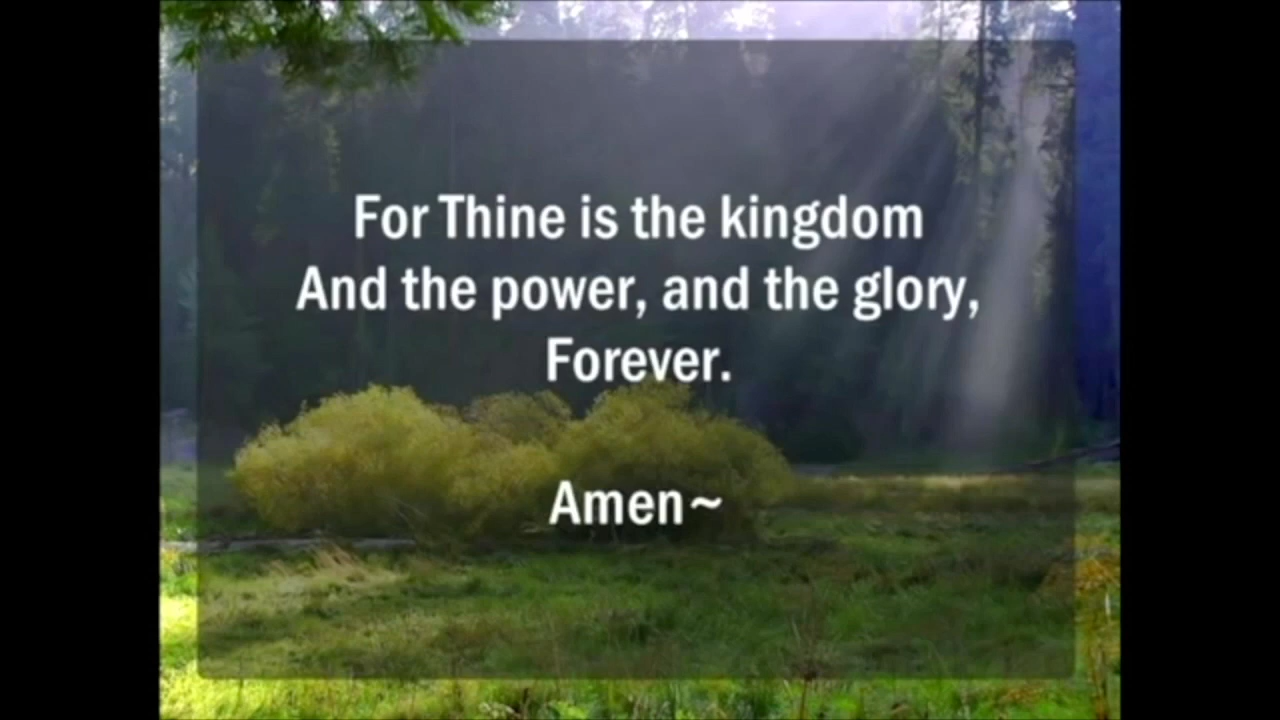 For Thine is the kingdom
And the power, and the glory,
Forever.
Amen~